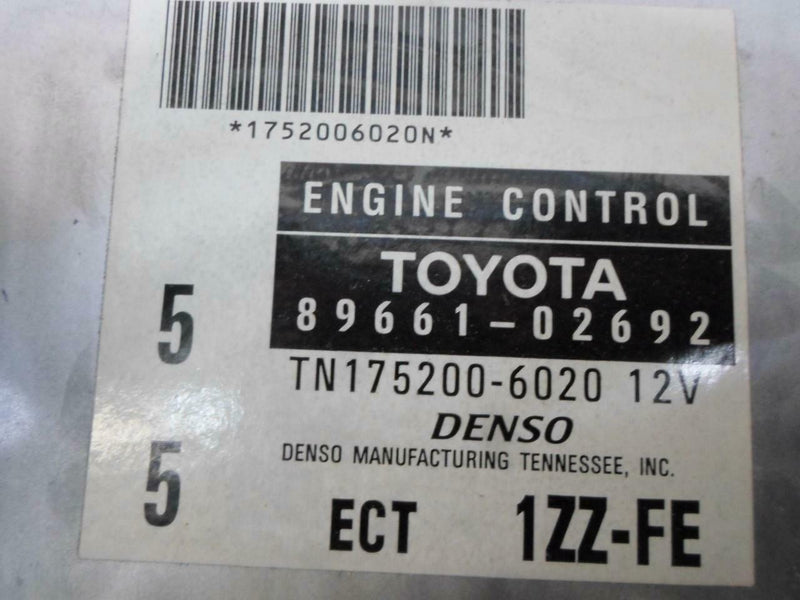 *1752006020N*
ENGINE CONTROL
TOYOTA
89661-02692
TN175200-6020 12V
DENSO
DENSO MANUFACTURING TENNESSEE, INC.
ECT 1ZZ-FE
5
5